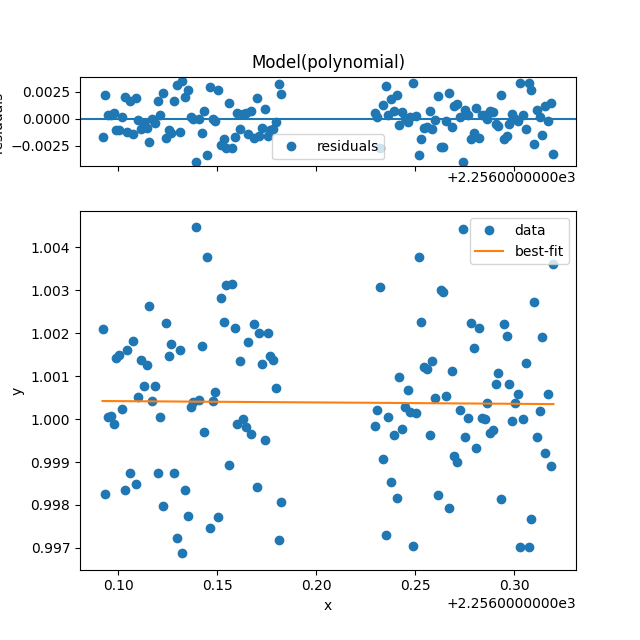 Model(polynomial)
residuals
0.0025
0.0000
−0.0025
residuals
+2.2560000000e3
y
1.004
1.003
1.002
1.001
1.000
0.999
0.998
0.997
data
best-fit
0.10 0.15 0.20 0.25 0.30
x
+2.2560000000e3